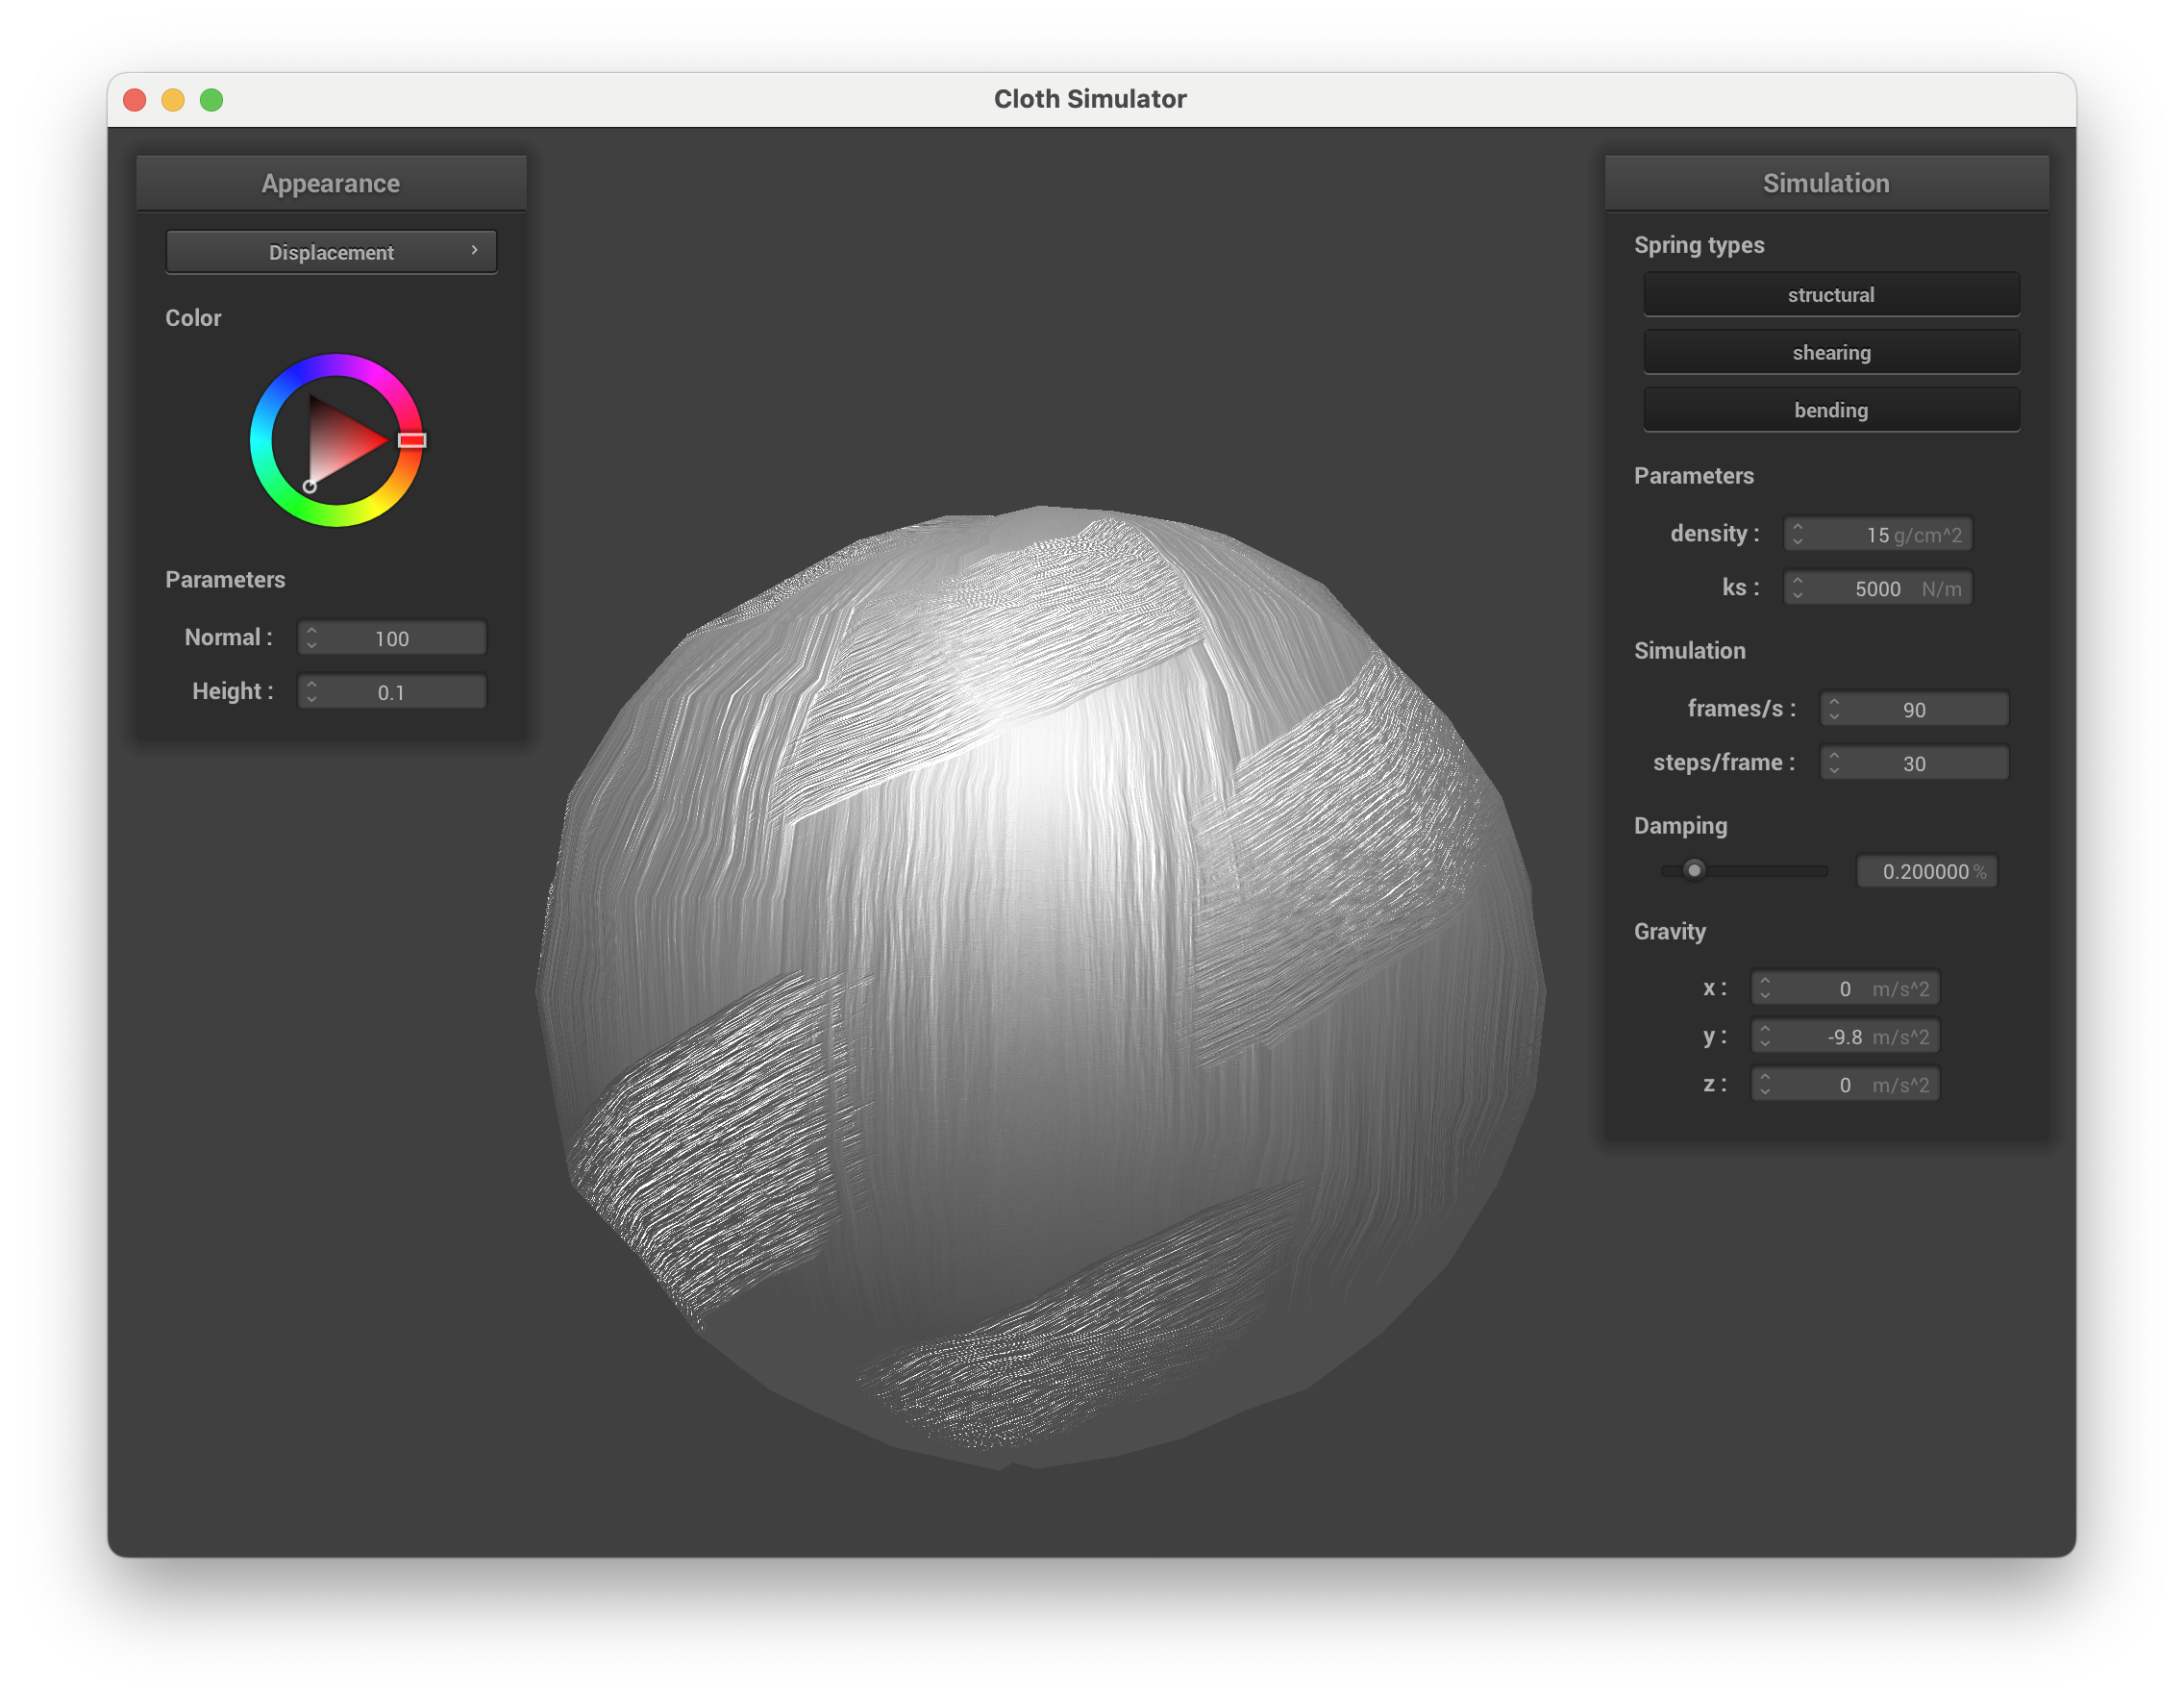 Cloth Simulator
Appearance
Displacement
Color
Parameters
Normal : 100
Height : 0.1
Simulation
Spring types
structural
shearing
bending
Parameters
density : 15 g/cm^2
ks : 5000 N/m
Simulation
frames/s : 90
steps/frame : 30
Damping
0.200000 %
Gravity
x : 0 m/s^2
y : -9.8 m/s^2
z : 0 m/s^2